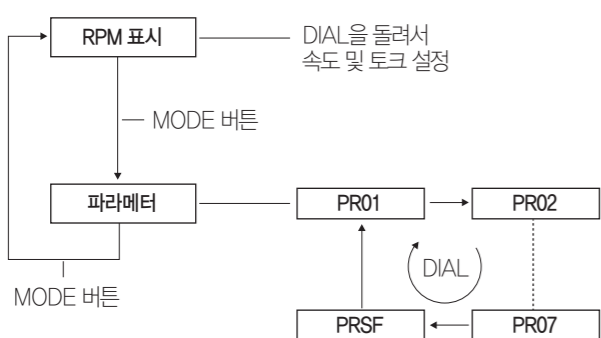 RPM 표시
DIAL을 돌려서
속도 및 토크 설정
MODE 버튼
파라메터
PR01
PR02
DIAL
MODE 버튼
PRSF
PR07